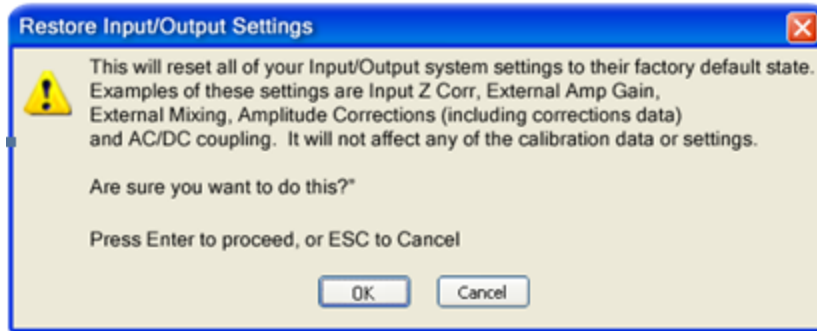 Restore Input/Output Settings
This will reset all of your Input/Output system settings to their factory default state.
Examples of these settings are Input Z Corr, External Amp Gain,
External Mixing, Amplitude Corrections (including corrections data)
and AC/DC coupling.  It will not affect any of the calibration data or settings.
Are sure you want to do this?"
Press Enter to proceed, or ESC to Cancel
OK
Cancel